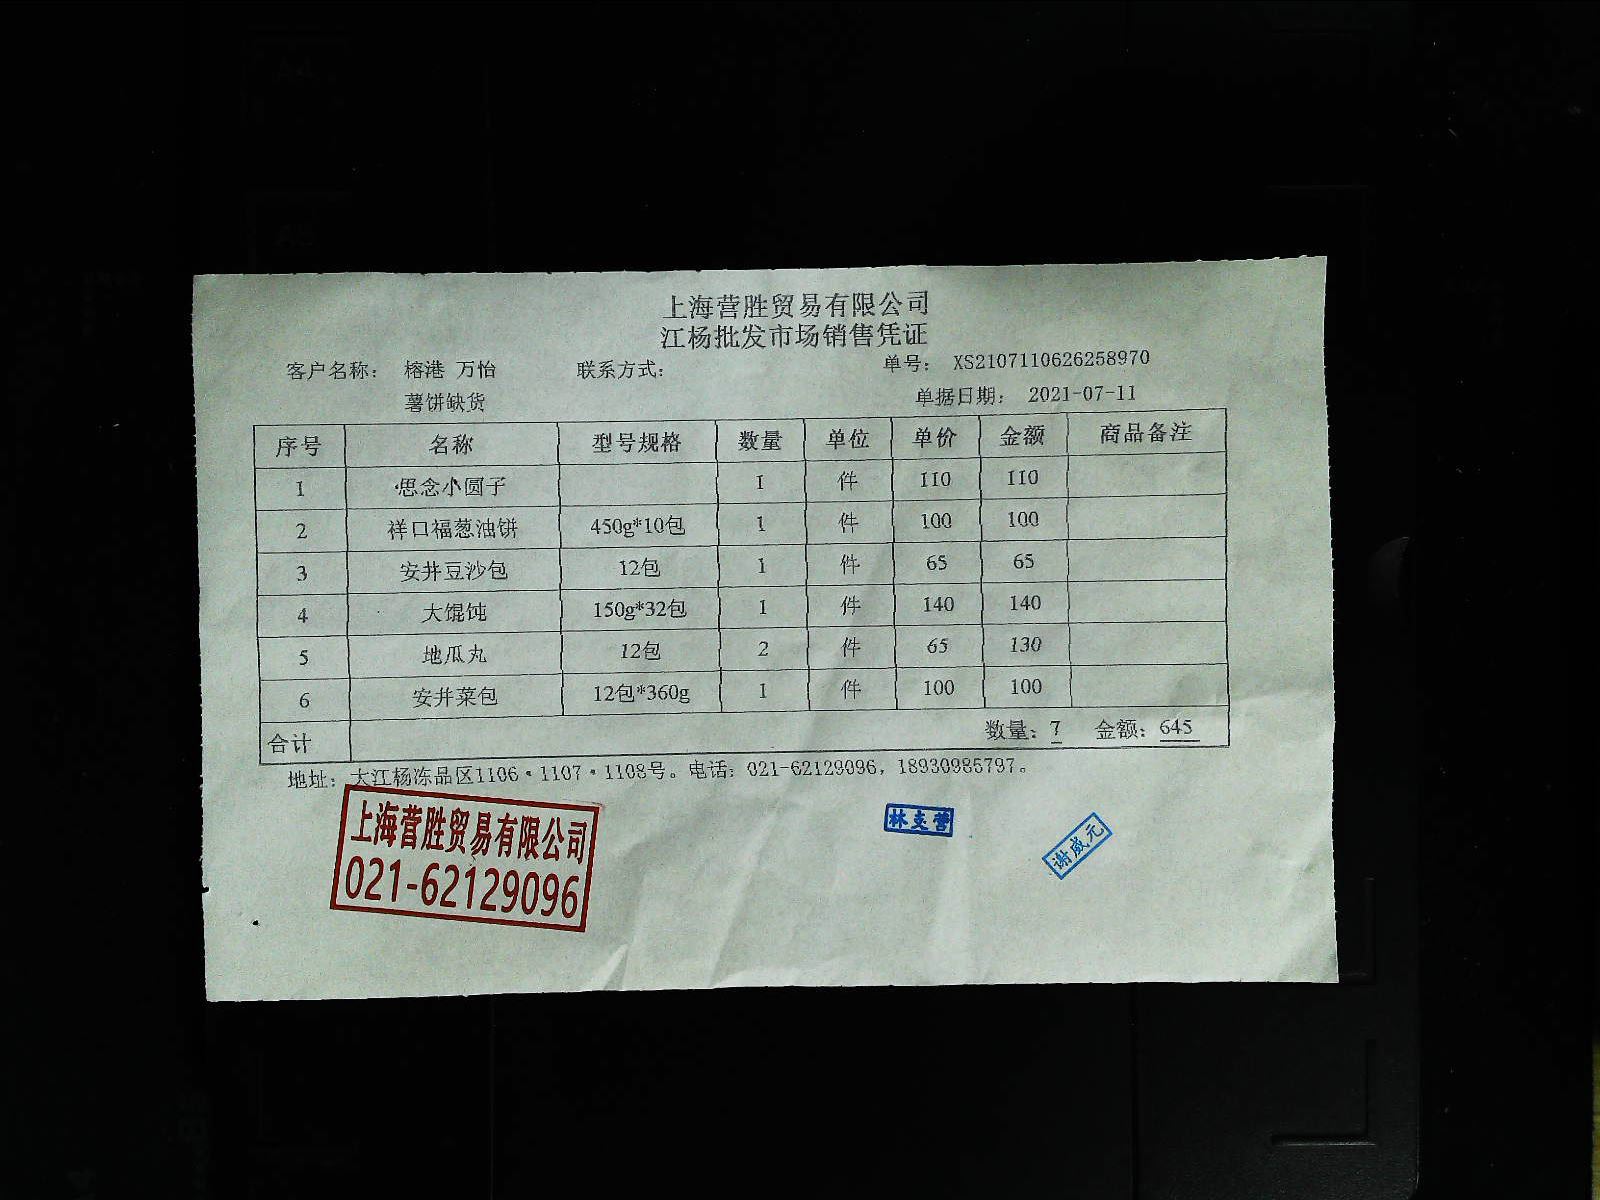 上海营胜贸易有限公司
江杨批发市场销售凭证
客户名称： 榕港 万怡 联系方式： 单号： XS2107110626258970
薯饼缺货 单据日期： 2021-07-11
序号 名称 型号规格 数量 单位 单价 金额 商品备注
1 思念小圆子 1 件 110 110
2 祥口福葱油饼 450g*10包 1 件 100 100
3 安井豆沙包 12包 1 件 65 65
4 大馄饨 150g*32包 1 件 140 140
5 地瓜丸 12包 2 件 65 130
6 安井菜包 12包*360g 1 件 100 100
合计 数量：7 金额：645
地址： 大江杨冻品区1106·1107·1108号。电话：021-62129096，18930985797。
上海营胜贸易有限公司
021-62129096
林 营
谢威元